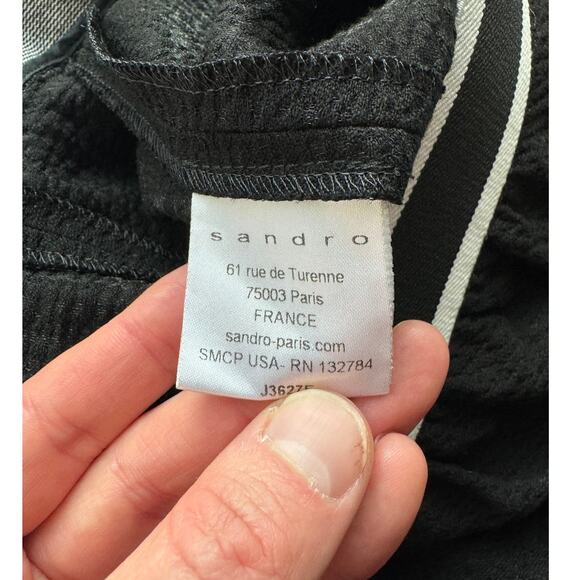 sandro
61 rue de Turenne
75003 Paris
FRANCE
sandro-paris.com
SMCP USA- RN 132784